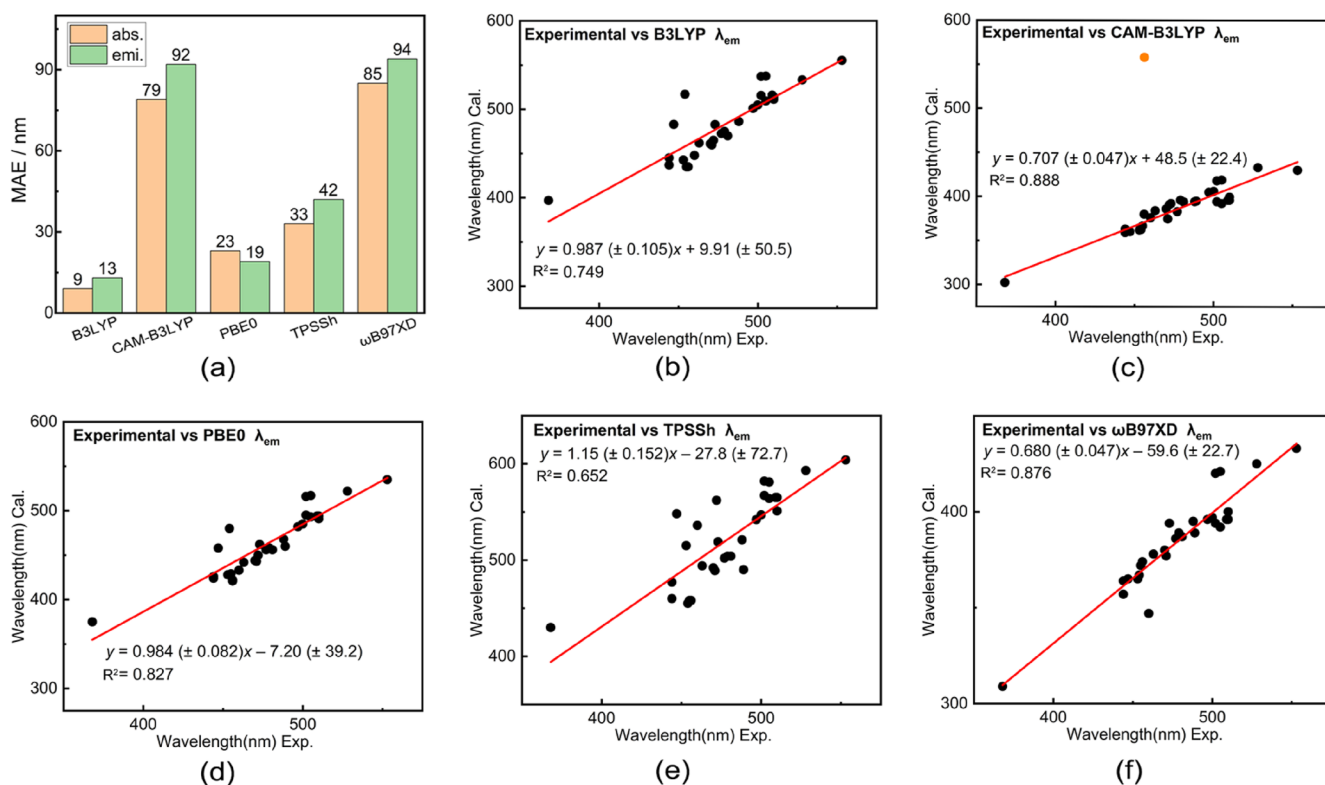 abs.
emi.
MAE / nm
90
60
30
0
9
13
79
92
23
19
33
42
85
94
B3LYP
CAM-B3LYP
PBE0
TPSSh
ωB97XD
(a)
Experimental vs B3LYP λem
Wavelength(nm) Cal.
600
500
400
300
y = 0.987 (± 0.105)x + 9.91 (± 50.5)
R²= 0.749
400
500
Wavelength(nm) Exp.
(b)
Experimental vs CAM-B3LYP λem
Wavelength(nm) Cal.
600
500
400
300
y = 0.707 (± 0.047)x + 48.5 (± 22.4)
R²= 0.888
400
500
Wavelength(nm) Exp.
(c)
Experimental vs PBE0 λem
Wavelength(nm) Cal.
600
500
400
300
y = 0.984 (± 0.082)x – 7.20 (± 39.2)
R²= 0.827
400
500
Wavelength(nm) Exp.
(d)
Experimental vs TPSSh λem
y = 1.15 (± 0.152)x – 27.8 (± 72.7)
R²= 0.652
Wavelength(nm) Cal.
600
500
400
400
500
Wavelength(nm) Exp.
(e)
Experimental vs ωB97XD λem
y = 0.680 (± 0.047)x – 59.6 (± 22.7)
R²= 0.876
Wavelength(nm) Cal.
400
300
400
500
Wavelength(nm) Exp.
(f)